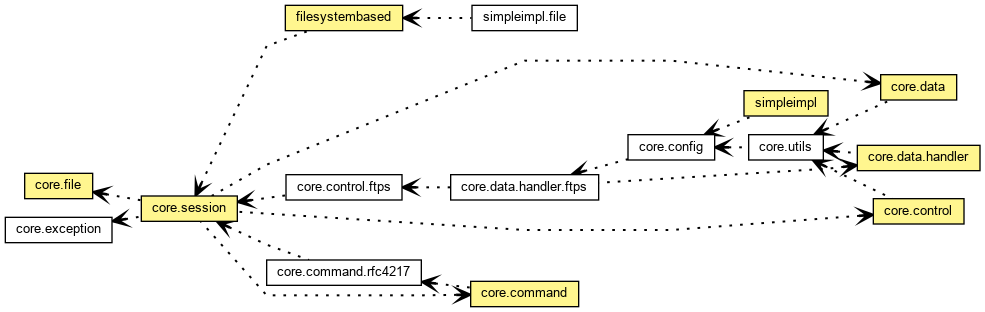 filesystembased
simpleimpl.file
core.data
simpleimpl
core.config
core.utils
core.data.handler
core.file
core.control.ftps
core.data.handler.ftps
core.session
core.control
core.exception
core.command.rfc4217
core.command